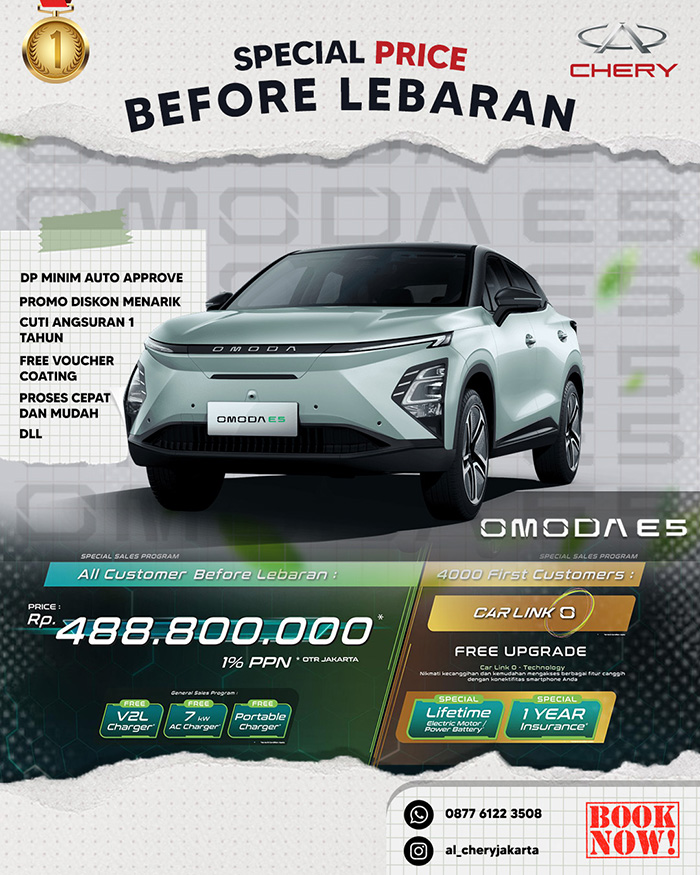 1
SPECIAL PRICE
BEFORE LEBARAN
CHERY
OMODA E5
DP MINIM AUTO APPROVE
PROMO DISKON MENARIK
CUTI ANGSURAN 1
TAHUN
FREE VOUCHER
COATING
PROSES CEPAT
DAN MUDAH
DLL
OMODA
OMODA E5
OMODA E5
SPECIAL SALES PROGRAM
All Customer Before Lebaran :
PRICE :
Rp. 488.800.000*
1% PPN * OTR JAKARTA
General Sales Program :
FREE
V2L
Charger*
FREE
7 kW
AC Charger*
FREE
Portable
Charger*
SPECIAL SALES PROGRAM
4000 First Customers :
CAR LINK O
FREE UPGRADE
Car Link O - Technology
Nikmati kecanggihan dan kemudahan mengakses berbagai fitur canggih
dengan konektifitas smartphone Anda
SPECIAL
Lifetime
Electric Motor /
Power Battery*
SPECIAL
1 YEAR
Insurance*
0877 6122 3508
al_cheryjakarta
BOOK
NOW!